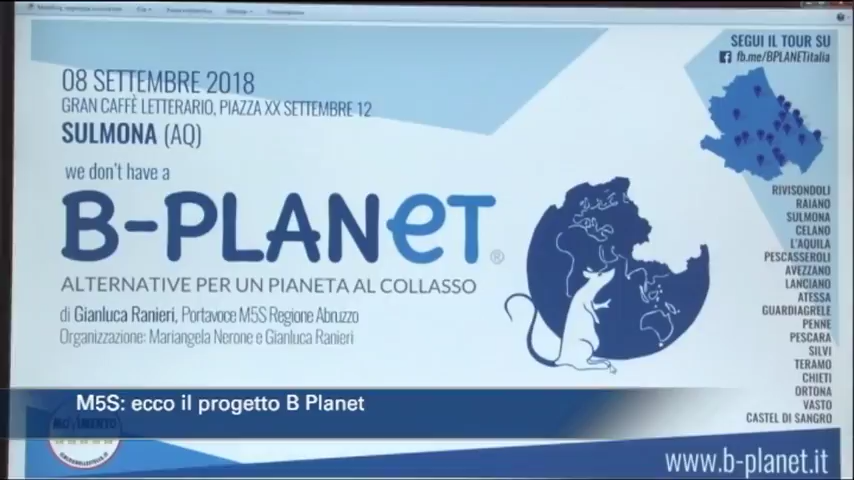 08 SETTEMBRE 2018
GRAN CAFFÈ LETTERARIO, PIAZZA XX SETTEMBRE 12
SULMONA (AQ)
we don't have a
B-PLANET®
ALTERNATIVE PER UN PIANETA AL COLLASSO
di Gianluca Ranieri, Portavoce M5S Regione Abruzzo
Organizzazione: Mariangela Nerone e Gianluca Ranieri
SEGUI IL TOUR SU
fb.me/BPLANETitalia
RIVISONDOLI
RAIANO
SULMONA
CELANO
L'AQUILA
PESCASSEROLI
AVEZZANO
LANCIANO
ATESSA
GUARDIAGRELE
PENNE
PESCARA
SILVI
TERAMO
CHIETI
ORTONA
VASTO
CASTEL DI SANGRO
M5S: ecco il progetto B Planet
MOVIMENTO
www.b-planet.it